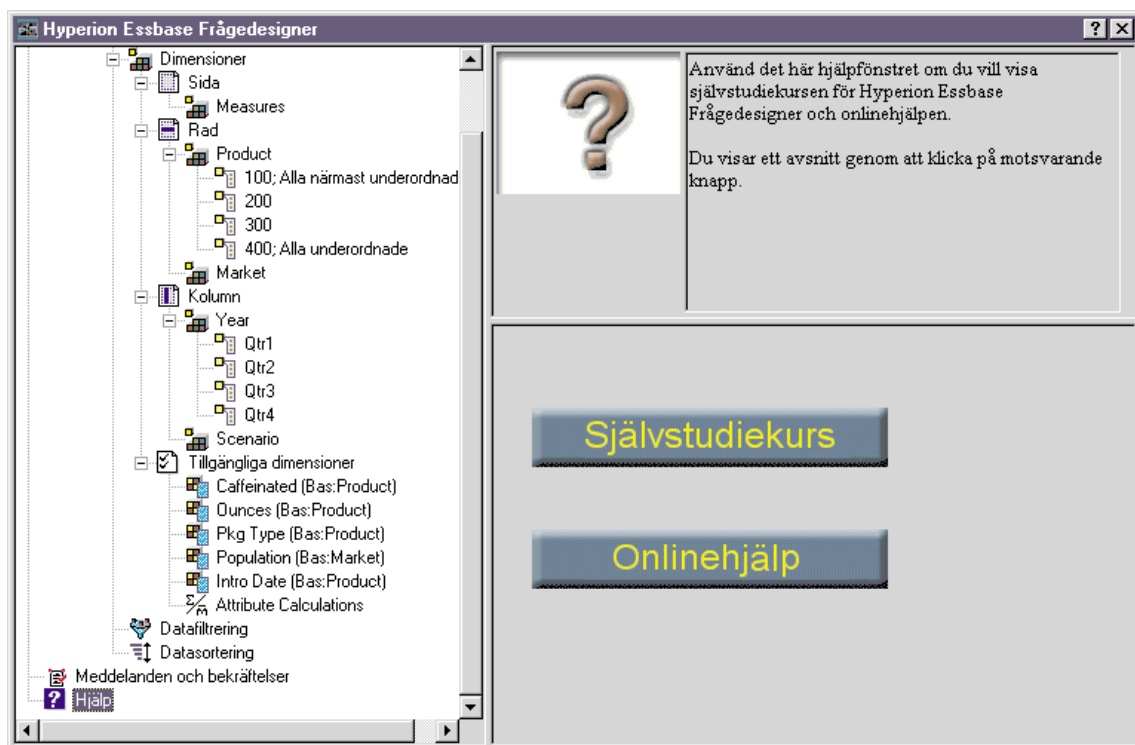 Hyperion Essbase Frågedesigner
Dimensioner
Sida
Measures
Rad
Product
100; Alla närmast underordnad
200
300
400; Alla underordnade
Market
Kolumn
Year
Qtr1
Qtr2
Qtr3
Qtr4
Scenario
Tillgängliga dimensioner
Caffeinated (Bas:Product)
Ounces (Bas:Product)
Pkg Type (Bas:Product)
Population (Bas:Market)
Intro Date (Bas:Product)
Attribute Calculations
Datafiltrering
Datasortering
Meddelanden och bekräftelser
Hjälp
Använd det här hjälpfönstret om du vill visa
självstudiekursen för Hyperion Essbase
Frågedesigner och onlinehjälpen.
Du visar ett avsnitt genom att klicka på motsvarande
knapp.
Självstudiekurs
Onlinehjälp